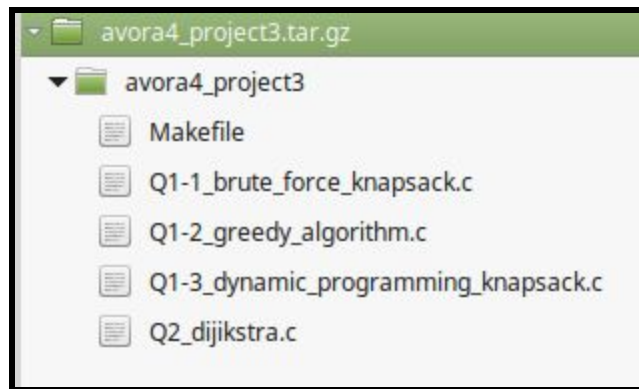 avora4_project3.tar.gz
avora4_project3
Makefile
Q1-1_brute_force_knapsack.c
Q1-2_greedy_algorithm.c
Q1-3_dynamic_programming_knapsack.c
Q2_dijikstra.c